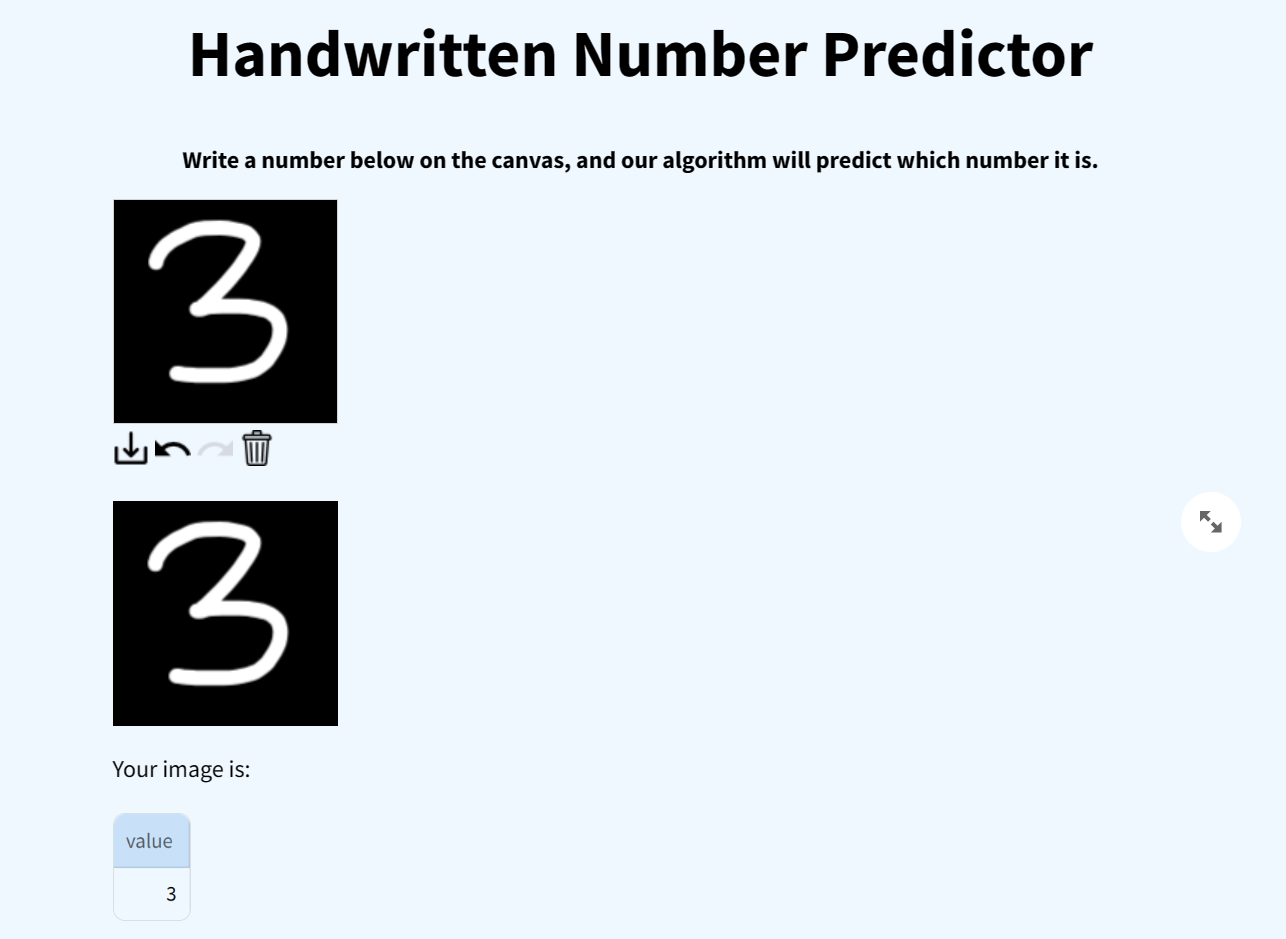 Handwritten Number Predictor
Write a number below on the canvas, and our algorithm will predict which number it is.
3
3
Your image is:
value
3